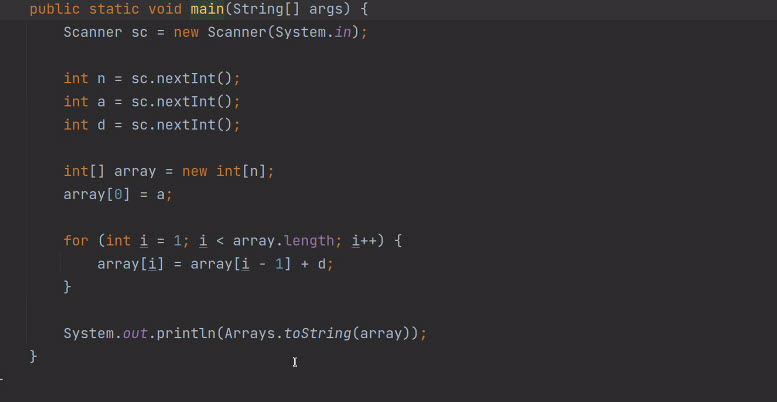 public static void main(String[] args) {
Scanner sc = new Scanner(System.in);
int n = sc.nextInt();
int a = sc.nextInt();
int d = sc.nextInt();
int[] array = new int[n];
array[0] = a;
for (int i = 1; i < array.length; i++) {
array[i] = array[i - 1] + d;
}
System.out.println(Arrays.toString(array));
}